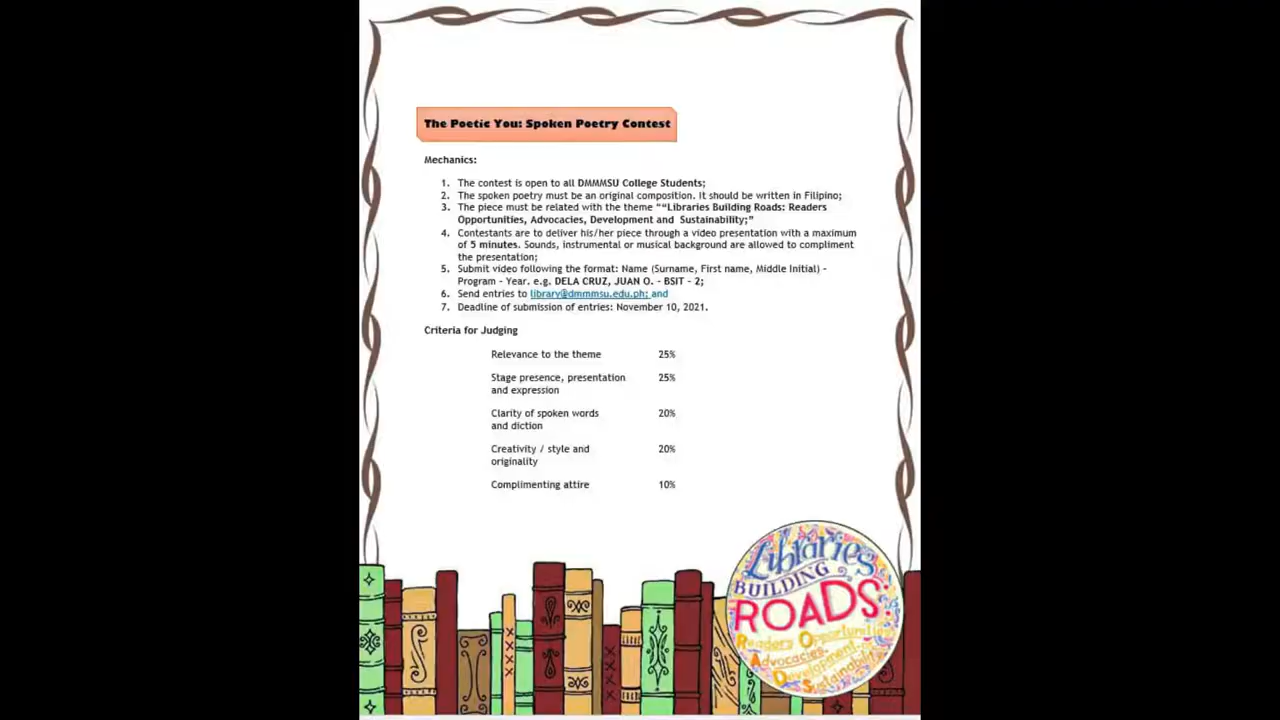 The Poetic You: Spoken Poetry Contest
Mechanics:
1. The contest is open to all DMMMSU College Students;
2. The spoken poetry must be an original composition. It should be written in Filipino;
3. The piece must be related with the theme "“Libraries Building Roads: Readers
Opportunities, Advocacies, Development and Sustainability;”
4. Contestants are to deliver his/her piece through a video presentation with a maximum
of 5 minutes. Sounds, instrumental or musical background are allowed to compliment
the presentation;
5. Submit video following the format: Name (Surname, First name, Middle Initial) –
Program – Year. e.g. DELA CRUZ, JUAN O. – BSIT – 2;
6. Send entries to library@dmmmsu.edu.ph; and
7. Deadline of submission of entries: November 10, 2021.
Criteria for Judging
Relevance to the theme 25%
Stage presence, presentation 25%
and expression
Clarity of spoken words 20%
and diction
Creativity / style and 20%
originality
Complimenting attire 10%
Libraries
BUILDING
ROADS:
Readers Opportunities
Advocacies,
Development
Sustainability